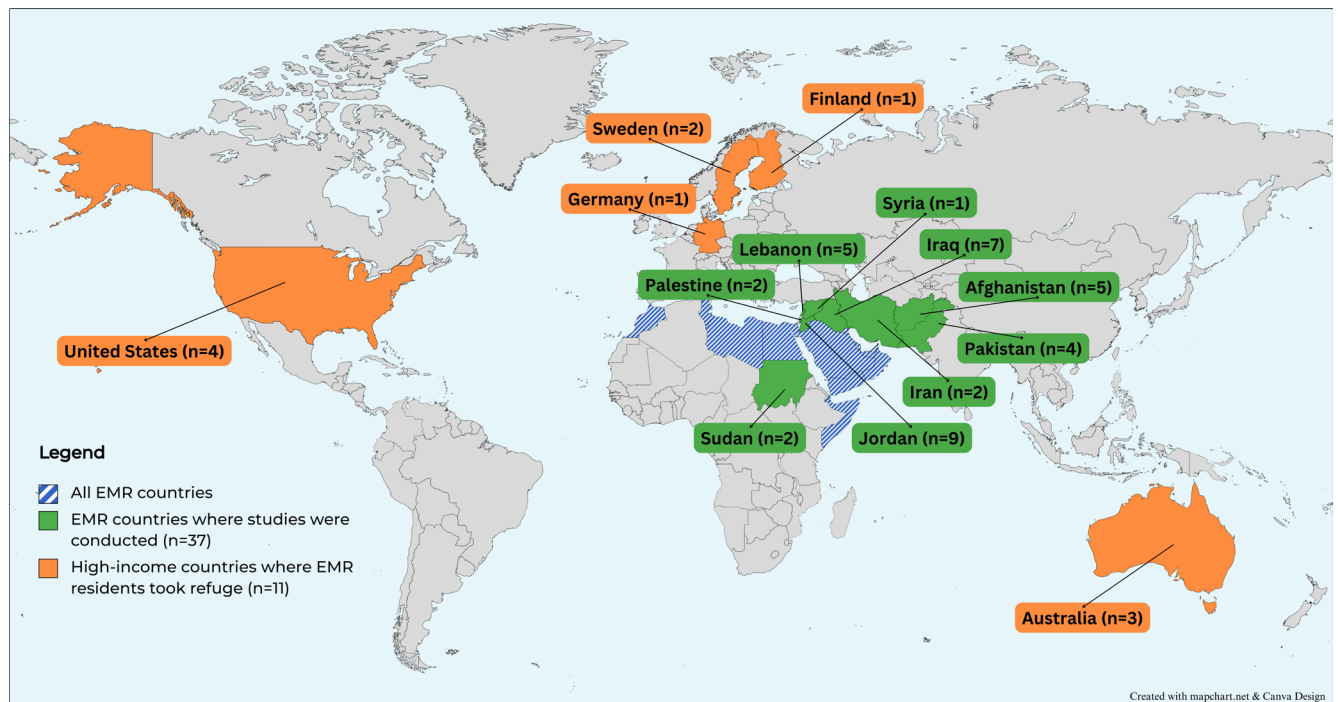 Finland (n=1)
Sweden (n=2)
Germany (n=1)
Syria (n=1)
Lebanon (n=5)
Iraq (n=7)
Palestine (n=2)
Afghanistan (n=5)
United States (n=4)
Pakistan (n=4)
Iran (n=2)
Sudan (n=2)
Jordan (n=9)
Legend
All EMR countries
EMR countries where studies were
conducted (n=37)
High-income countries where EMR
residents took refuge (n=11)
Australia (n=3)
Created with mapchart.net & Canva Design